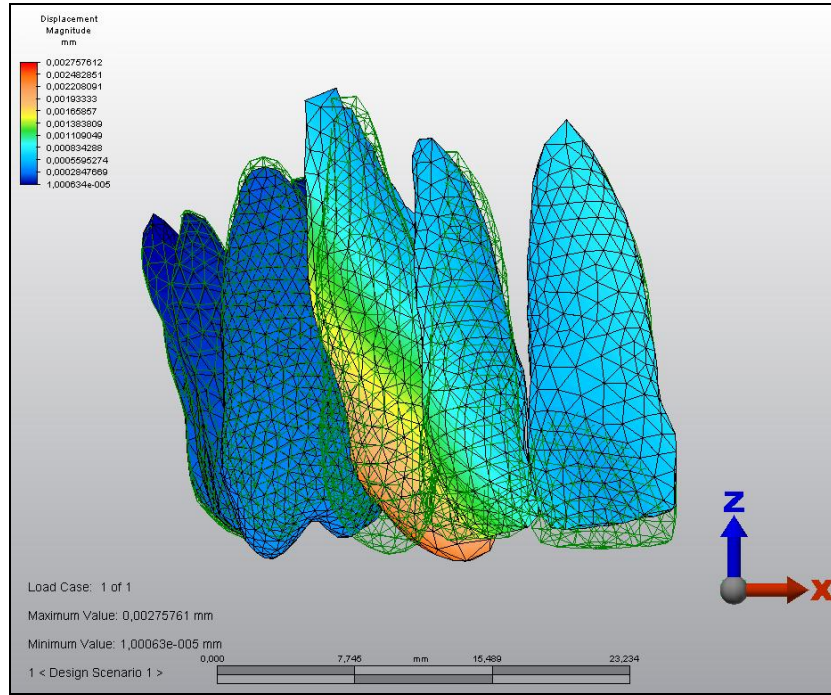 Displacement
Magnitude
mm
0,002757612
0,002482851
0,002208091
0,00193333
0,00165857
0,001383809
0,001109049
0,000834288
0,0005595274
0,0002847669
1,000634e-005
Z
X
Load Case: 1 of 1
Maximum Value: 0,00275761 mm
Minimum Value: 1,00063e-005 mm
0,000 7,745 mm 15,489 23,234
1 < Design Scenario 1 >